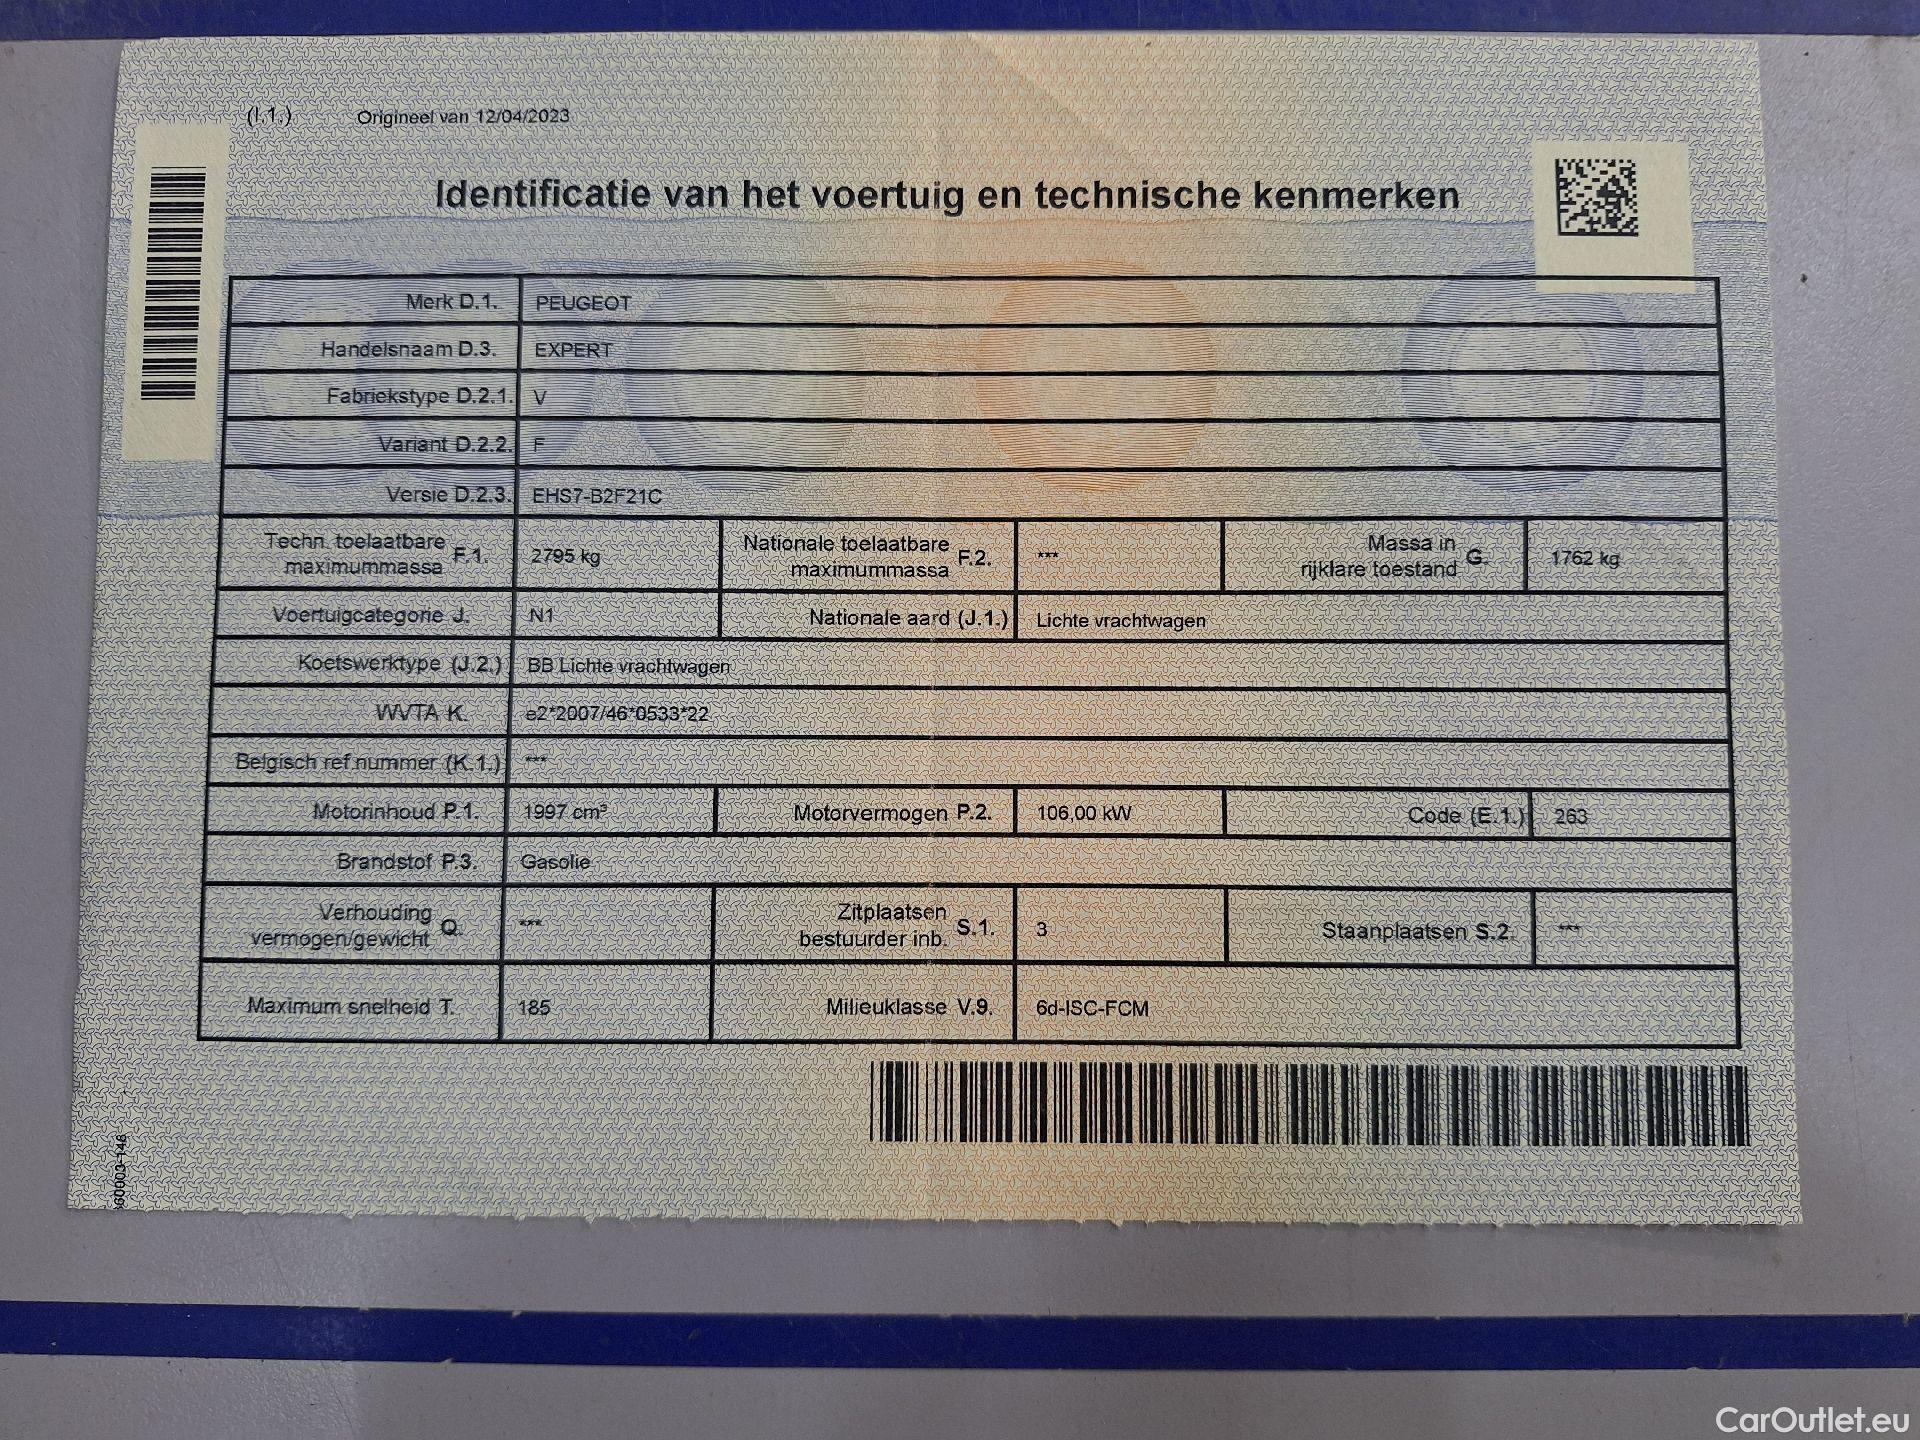 (I.1.) Origineel van 12/04/2023
Identificatie van het voertuig en technische kenmerken
Merk D.1. PEUGEOT
Handelsnaam D.3. EXPERT
Fabriekstype D.2.1. V
Variant D.2.2. F
Versie D.2.3. EHS7-B2F21C
Techn. toelaatbare maximummassa F.1. 2795 kg Nationale toelaatbare maximummassa F.2. *** Massa in rijklare toestand G. 1762 kg
Voertuigcategorie J. N1 Nationale aard (J.1.) Lichte vrachtwagen
Koetswerktype (J.2.) BB Lichte vrachtwagen
WVTA K. e2*2007/46*0533*22
Belgisch ref.nummer (K.1.) ***
Motorinhoud P.1. 1997 cm³ Motorvermogen P.2. 106,00 kW Code (E.1.) 263
Brandstof P.3. Gasolie
Verhouding vermogen/gewicht Q. *** Zitplaatsen bestuurder inb. S.1. 3 Staanplaatsen S.2. ***
Maximum snelheid T. 185 Milieuklasse V.9. 6d-ISC-FCM
CarOutlet.eu